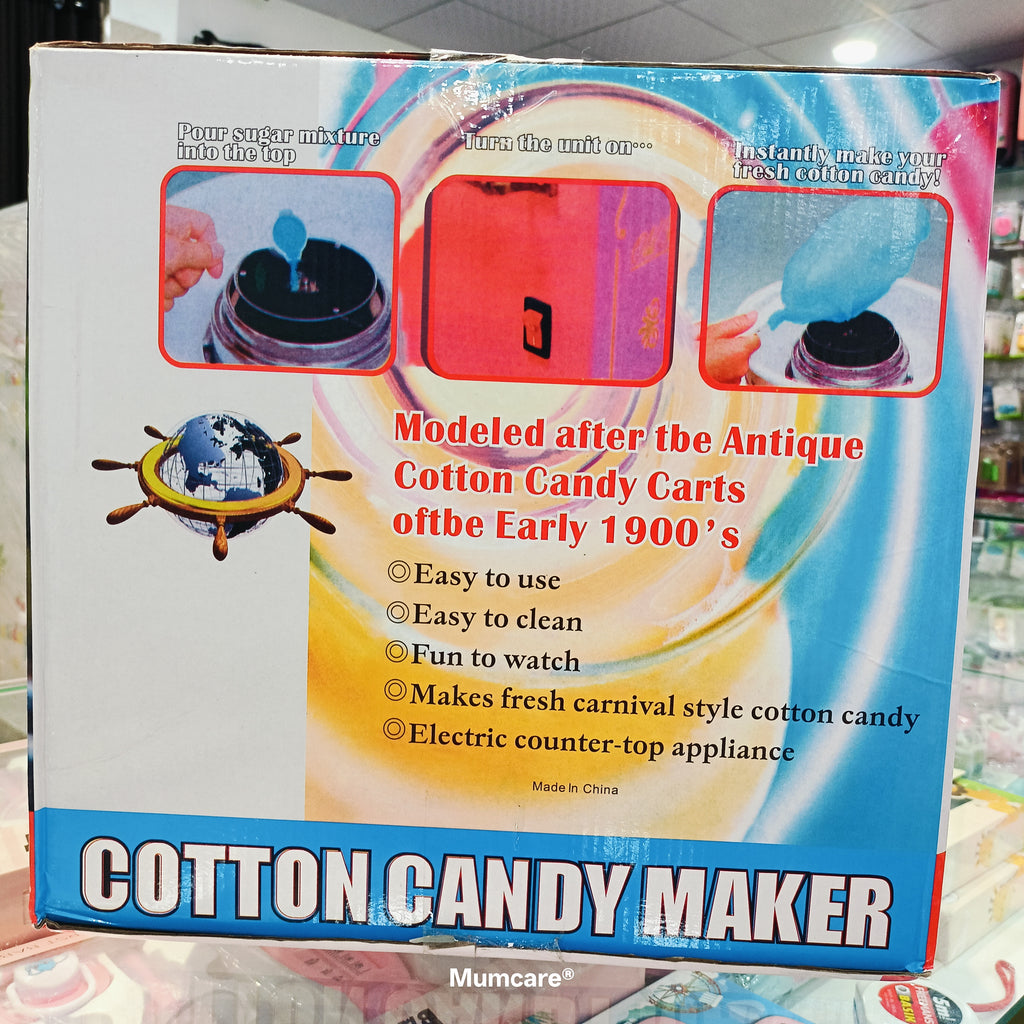 Pour sugar mixture
into the top
Turn the unit on···
Instantly make your
fresh cotton candy!
Modeled after tbe Antique
Cotton Candy Carts
oftbe Early 1900's
◎Easy to use
◎Easy to clean
◎Fun to watch
◎Makes fresh carnival style cotton candy
◎Electric counter-top appliance
Made In China
COTTON CANDY MAKER
Mumcare®